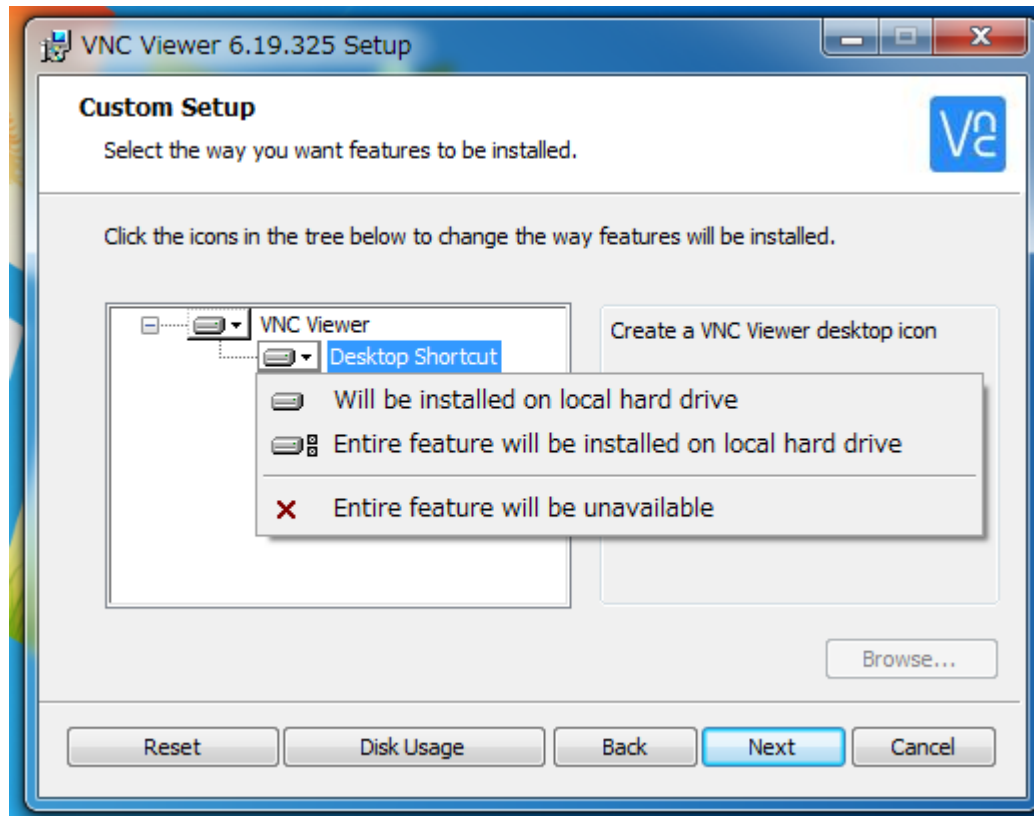 VNC Viewer 6.19.325 Setup
Custom Setup
Select the way you want features to be installed.
Click the icons in the tree below to change the way features will be installed.
VNC Viewer
Desktop Shortcut
Create a VNC Viewer desktop icon
Will be installed on local hard drive
Entire feature will be installed on local hard drive
Entire feature will be unavailable
Browse...
Reset
Disk Usage
Back
Next
Cancel